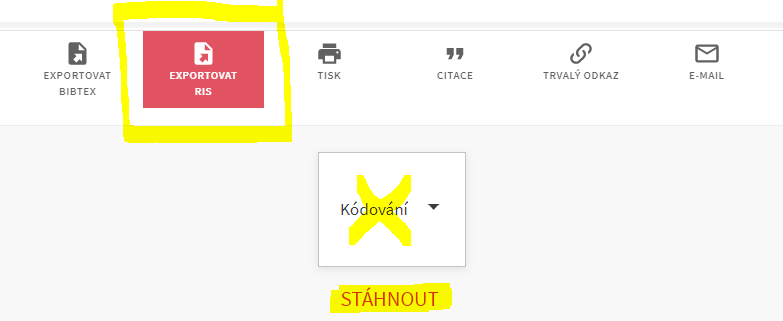 EXPORTOVAT
BIBTEX
EXPORTOVAT
RIS
TISK
CITACE
TRVALÝ ODKAZ
E-MAIL
Kódování
STÁHNOUT